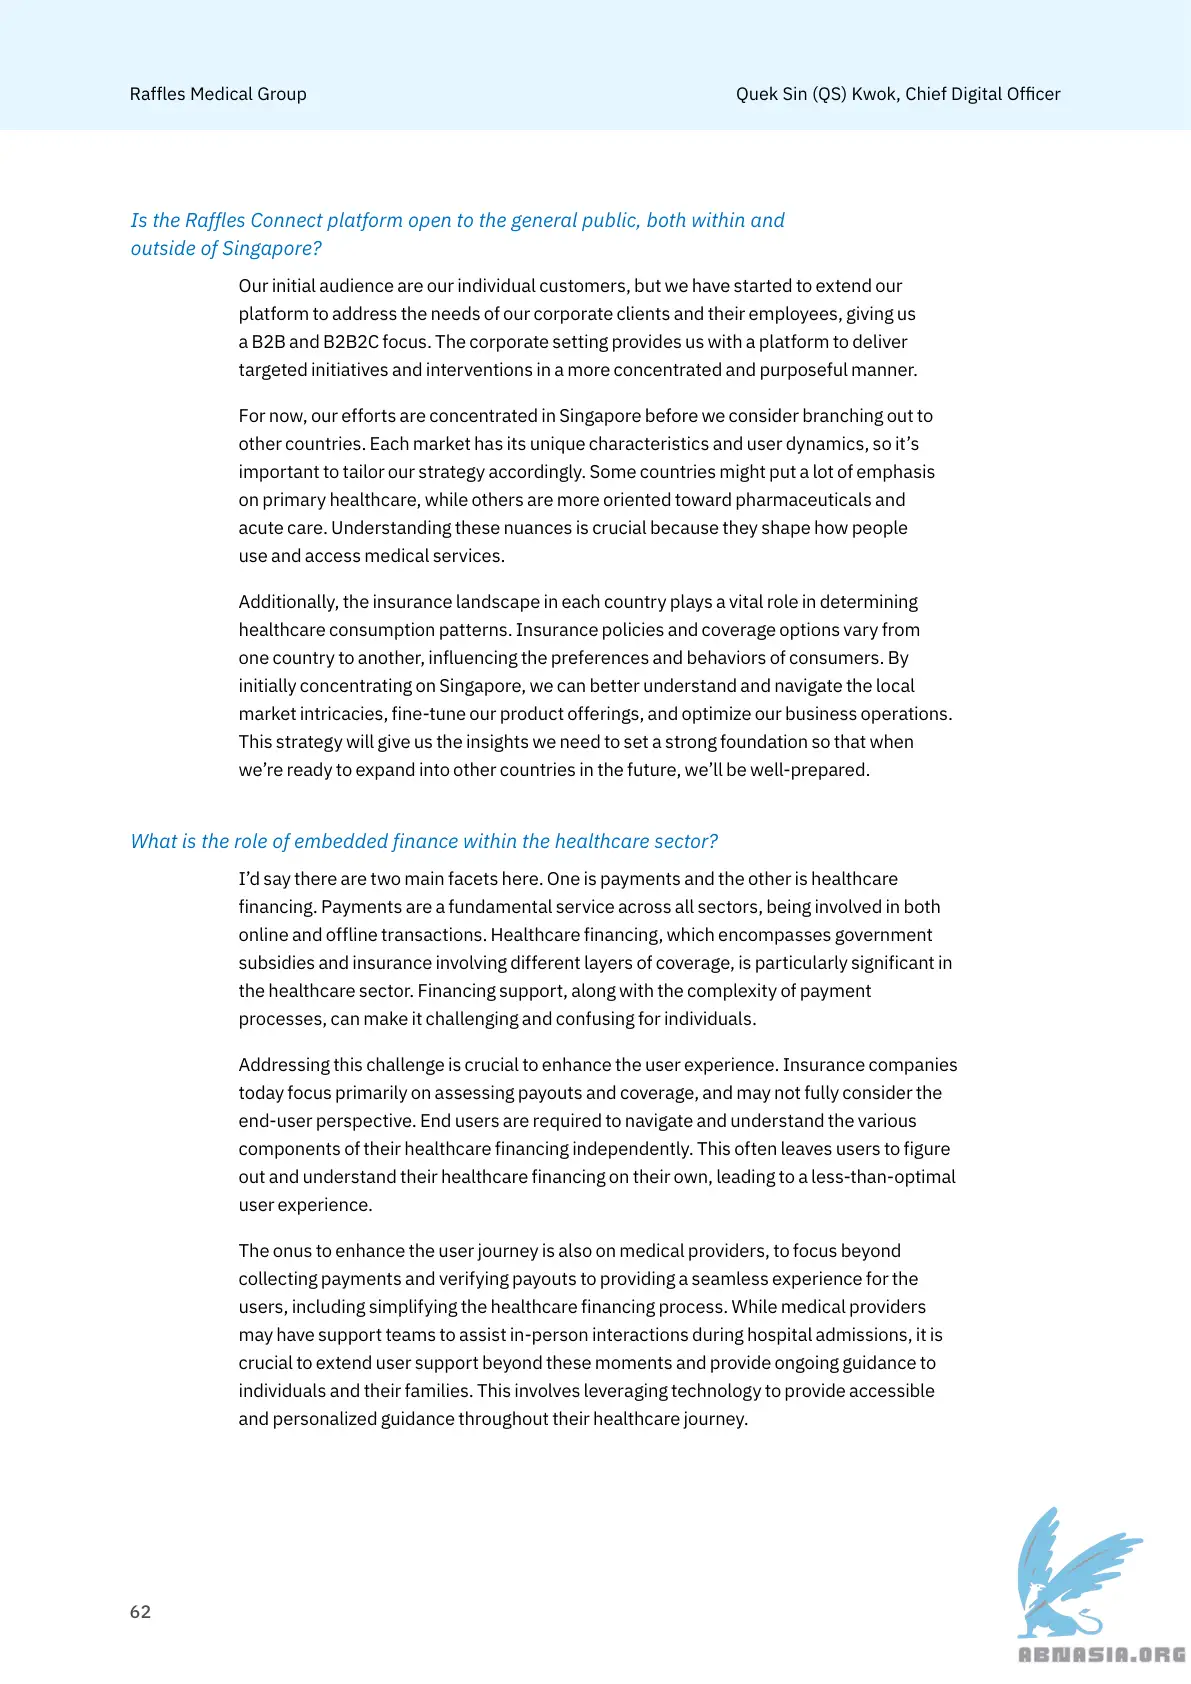 Raffles Medical Group
Quek Sin (QS) Kwok, Chief Digital Officer
Is the Raffles Connect platform open to the general public, both within and
outside of Singapore?
Our initial audience are our individual customers, but we have started to extend our
platform to address the needs of our corporate clients and their employees, giving us
a B2B and B2B2C focus. The corporate setting provides us with a platform to deliver
targeted initiatives and interventions in a more concentrated and purposeful manner.
For now, our efforts are concentrated in Singapore before we consider branching out to
other countries. Each market has its unique characteristics and user dynamics, so it’s
important to tailor our strategy accordingly. Some countries might put a lot of emphasis
on primary healthcare, while others are more oriented toward pharmaceuticals and
acute care. Understanding these nuances is crucial because they shape how people
use and access medical services.
Additionally, the insurance landscape in each country plays a vital role in determining
healthcare consumption patterns. Insurance policies and coverage options vary from
one country to another, influencing the preferences and behaviors of consumers. By
initially concentrating on Singapore, we can better understand and navigate the local
market intricacies, fine-tune our product offerings, and optimize our business operations.
This strategy will give us the insights we need to set a strong foundation so that when
we’re ready to expand into other countries in the future, we’ll be well-prepared.
What is the role of embedded finance within the healthcare sector?
I’d say there are two main facets here. One is payments and the other is healthcare
financing. Payments are a fundamental service across all sectors, being involved in both
online and offline transactions. Healthcare financing, which encompasses government
subsidies and insurance involving different layers of coverage, is particularly significant in
the healthcare sector. Financing support, along with the complexity of payment
processes, can make it challenging and confusing for individuals.
Addressing this challenge is crucial to enhance the user experience. Insurance companies
today focus primarily on assessing payouts and coverage, and may not fully consider the
end-user perspective. End users are required to navigate and understand the various
components of their healthcare financing independently. This often leaves users to figure
out and understand their healthcare financing on their own, leading to a less-than-optimal
user experience.
The onus to enhance the user journey is also on medical providers, to focus beyond
collecting payments and verifying payouts to providing a seamless experience for the
users, including simplifying the healthcare financing process. While medical providers
may have support teams to assist in-person interactions during hospital admissions, it is
crucial to extend user support beyond these moments and provide ongoing guidance to
individuals and their families. This involves leveraging technology to provide accessible
and personalized guidance throughout their healthcare journey.
62
ABNASIA.ORG